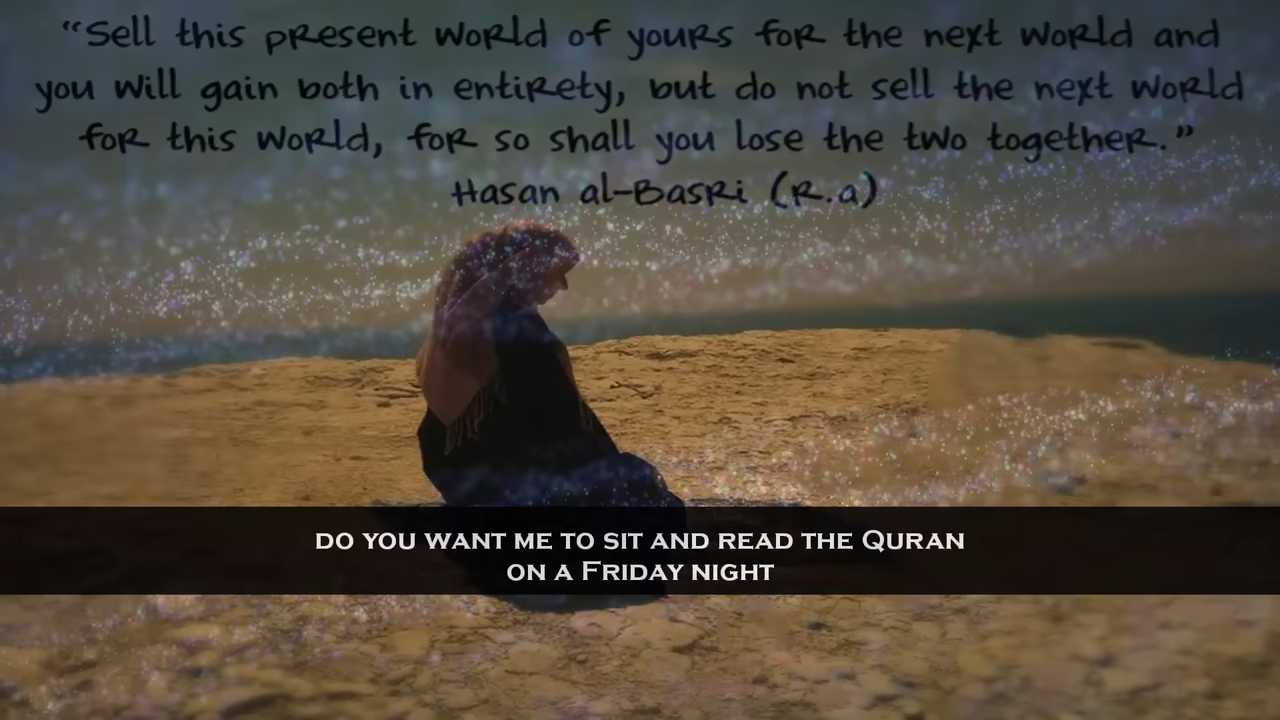 “Sell this present world of yours for the next world and
you will gain both in entirety, but do not sell the next world
for this world, for so shall you lose the two together.”
Hasan al-Basri (R.a)
DO YOU WANT ME TO SIT AND READ THE QURAN
ON A FRIDAY NIGHT